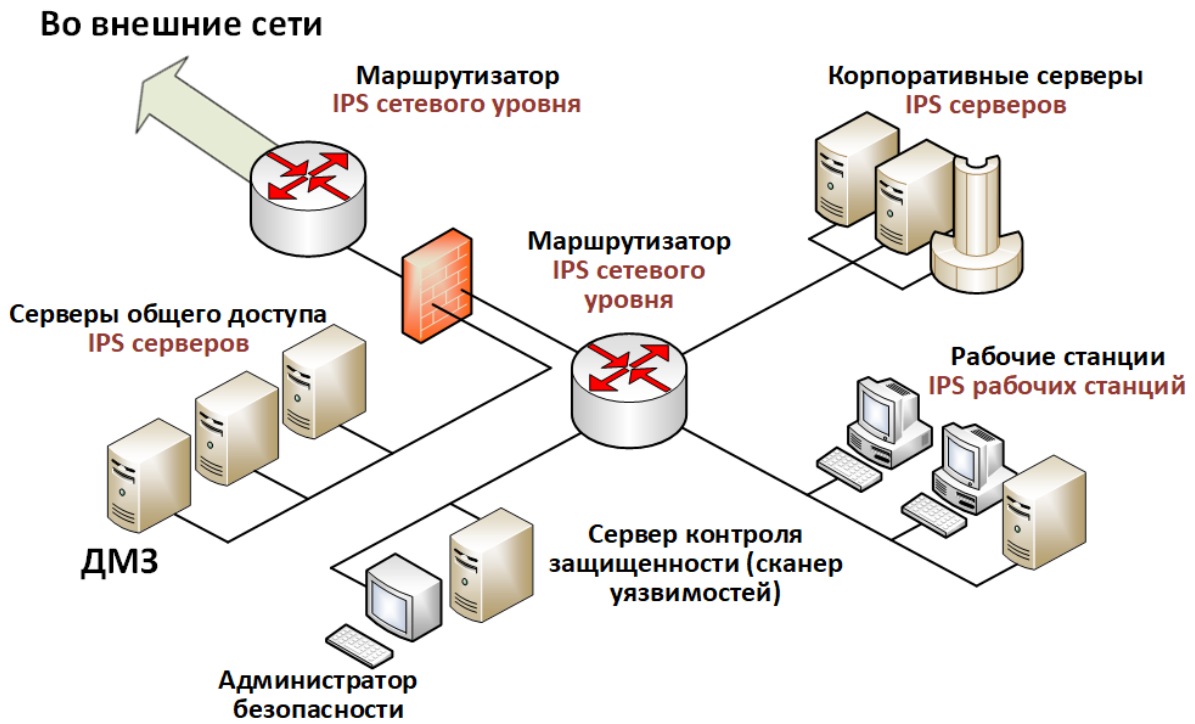 Во внешние сети
Маршрутизатор
IPS сетевого уровня
Корпоративные серверы
IPS серверов
Маршрутизатор
IPS сетевого
уровня
Серверы общего доступа
IPS серверов
Рабочие станции
IPS рабочих станций
ДМЗ
Сервер контроля
защищенности (сканер
уязвимостей)
Администратор
безопасности